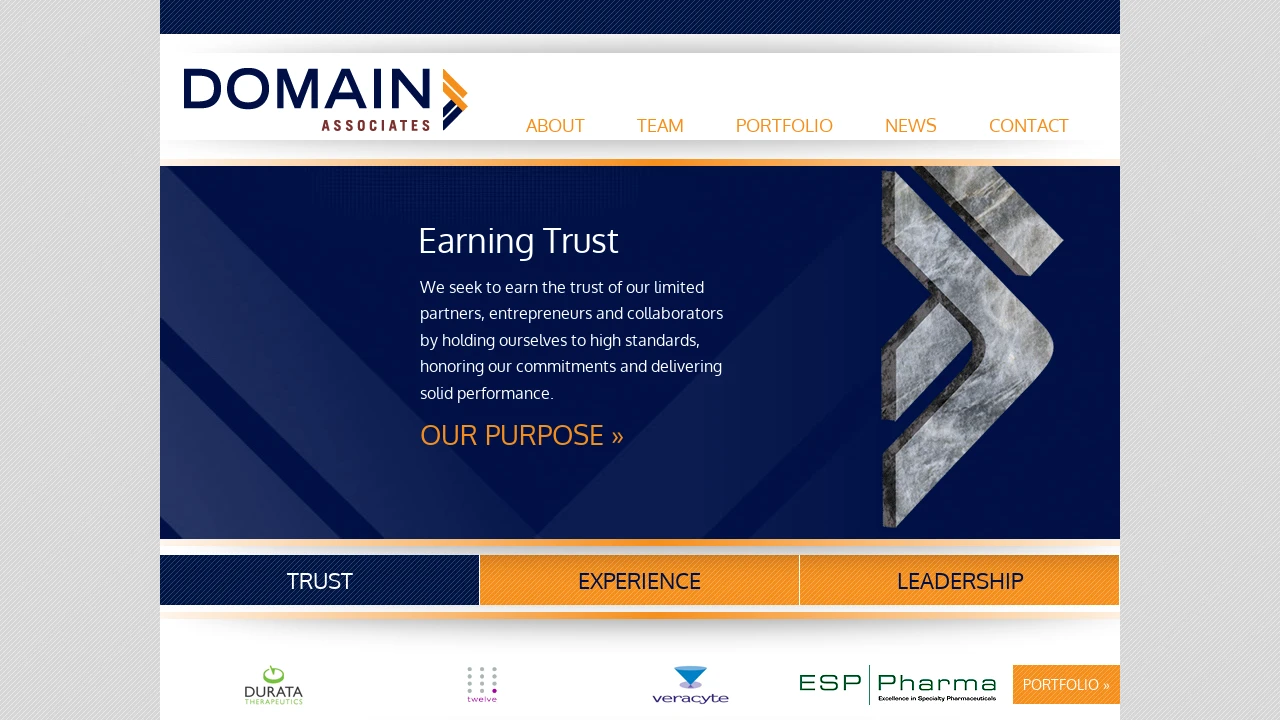 DOMAIN
ASSOCIATES
ABOUT TEAM PORTFOLIO NEWS CONTACT
Earning Trust
We seek to earn the trust of our limited
partners, entrepreneurs and collaborators
by holding ourselves to high standards,
honoring our commitments and delivering
solid performance.
OUR PURPOSE »
TRUST EXPERIENCE LEADERSHIP
DURATA
THERAPEUTICS
twelve
veracyte
ESP Pharma
Excellence in Specialty Pharmaceuticals
PORTFOLIO »